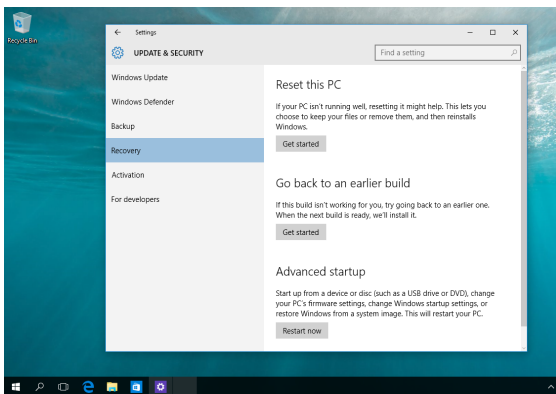 Recycle Bin
Settings
UPDATE & SECURITY
Find a setting
Windows Update
Windows Defender
Backup
Recovery
Activation
For developers
Reset this PC
If your PC isn't running well, resetting it might help. This lets you
choose to keep your files or remove them, and then reinstalls
Windows.
Get started
Go back to an earlier build
If this build isn't working for you, try going back to an earlier one.
When the next build is ready, we'll install it.
Get started
Advanced startup
Start up from a device or disc (such as a USB drive or DVD), change
your PC's firmware settings, change Windows startup settings, or
restore Windows from a system image. This will restart your PC.
Restart now